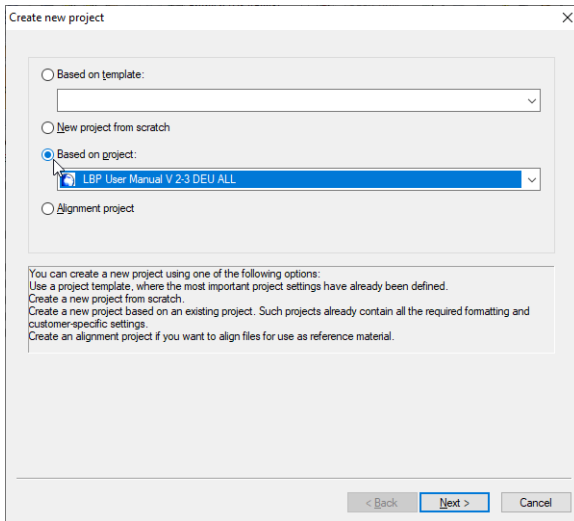 Create new project
Based on template:
New project from scratch
Based on project:
LBP User Manual V 2-3 DEU ALL
Alignment project
You can create a new project using one of the following options:
Use a project template, where the most important project settings have already been defined.
Create a new project from scratch.
Create a new project based on an existing project. Such projects already contain all the required formatting and
customer-specific settings.
Create an alignment project if you want to align files for use as reference material.
< Back Next > Cancel